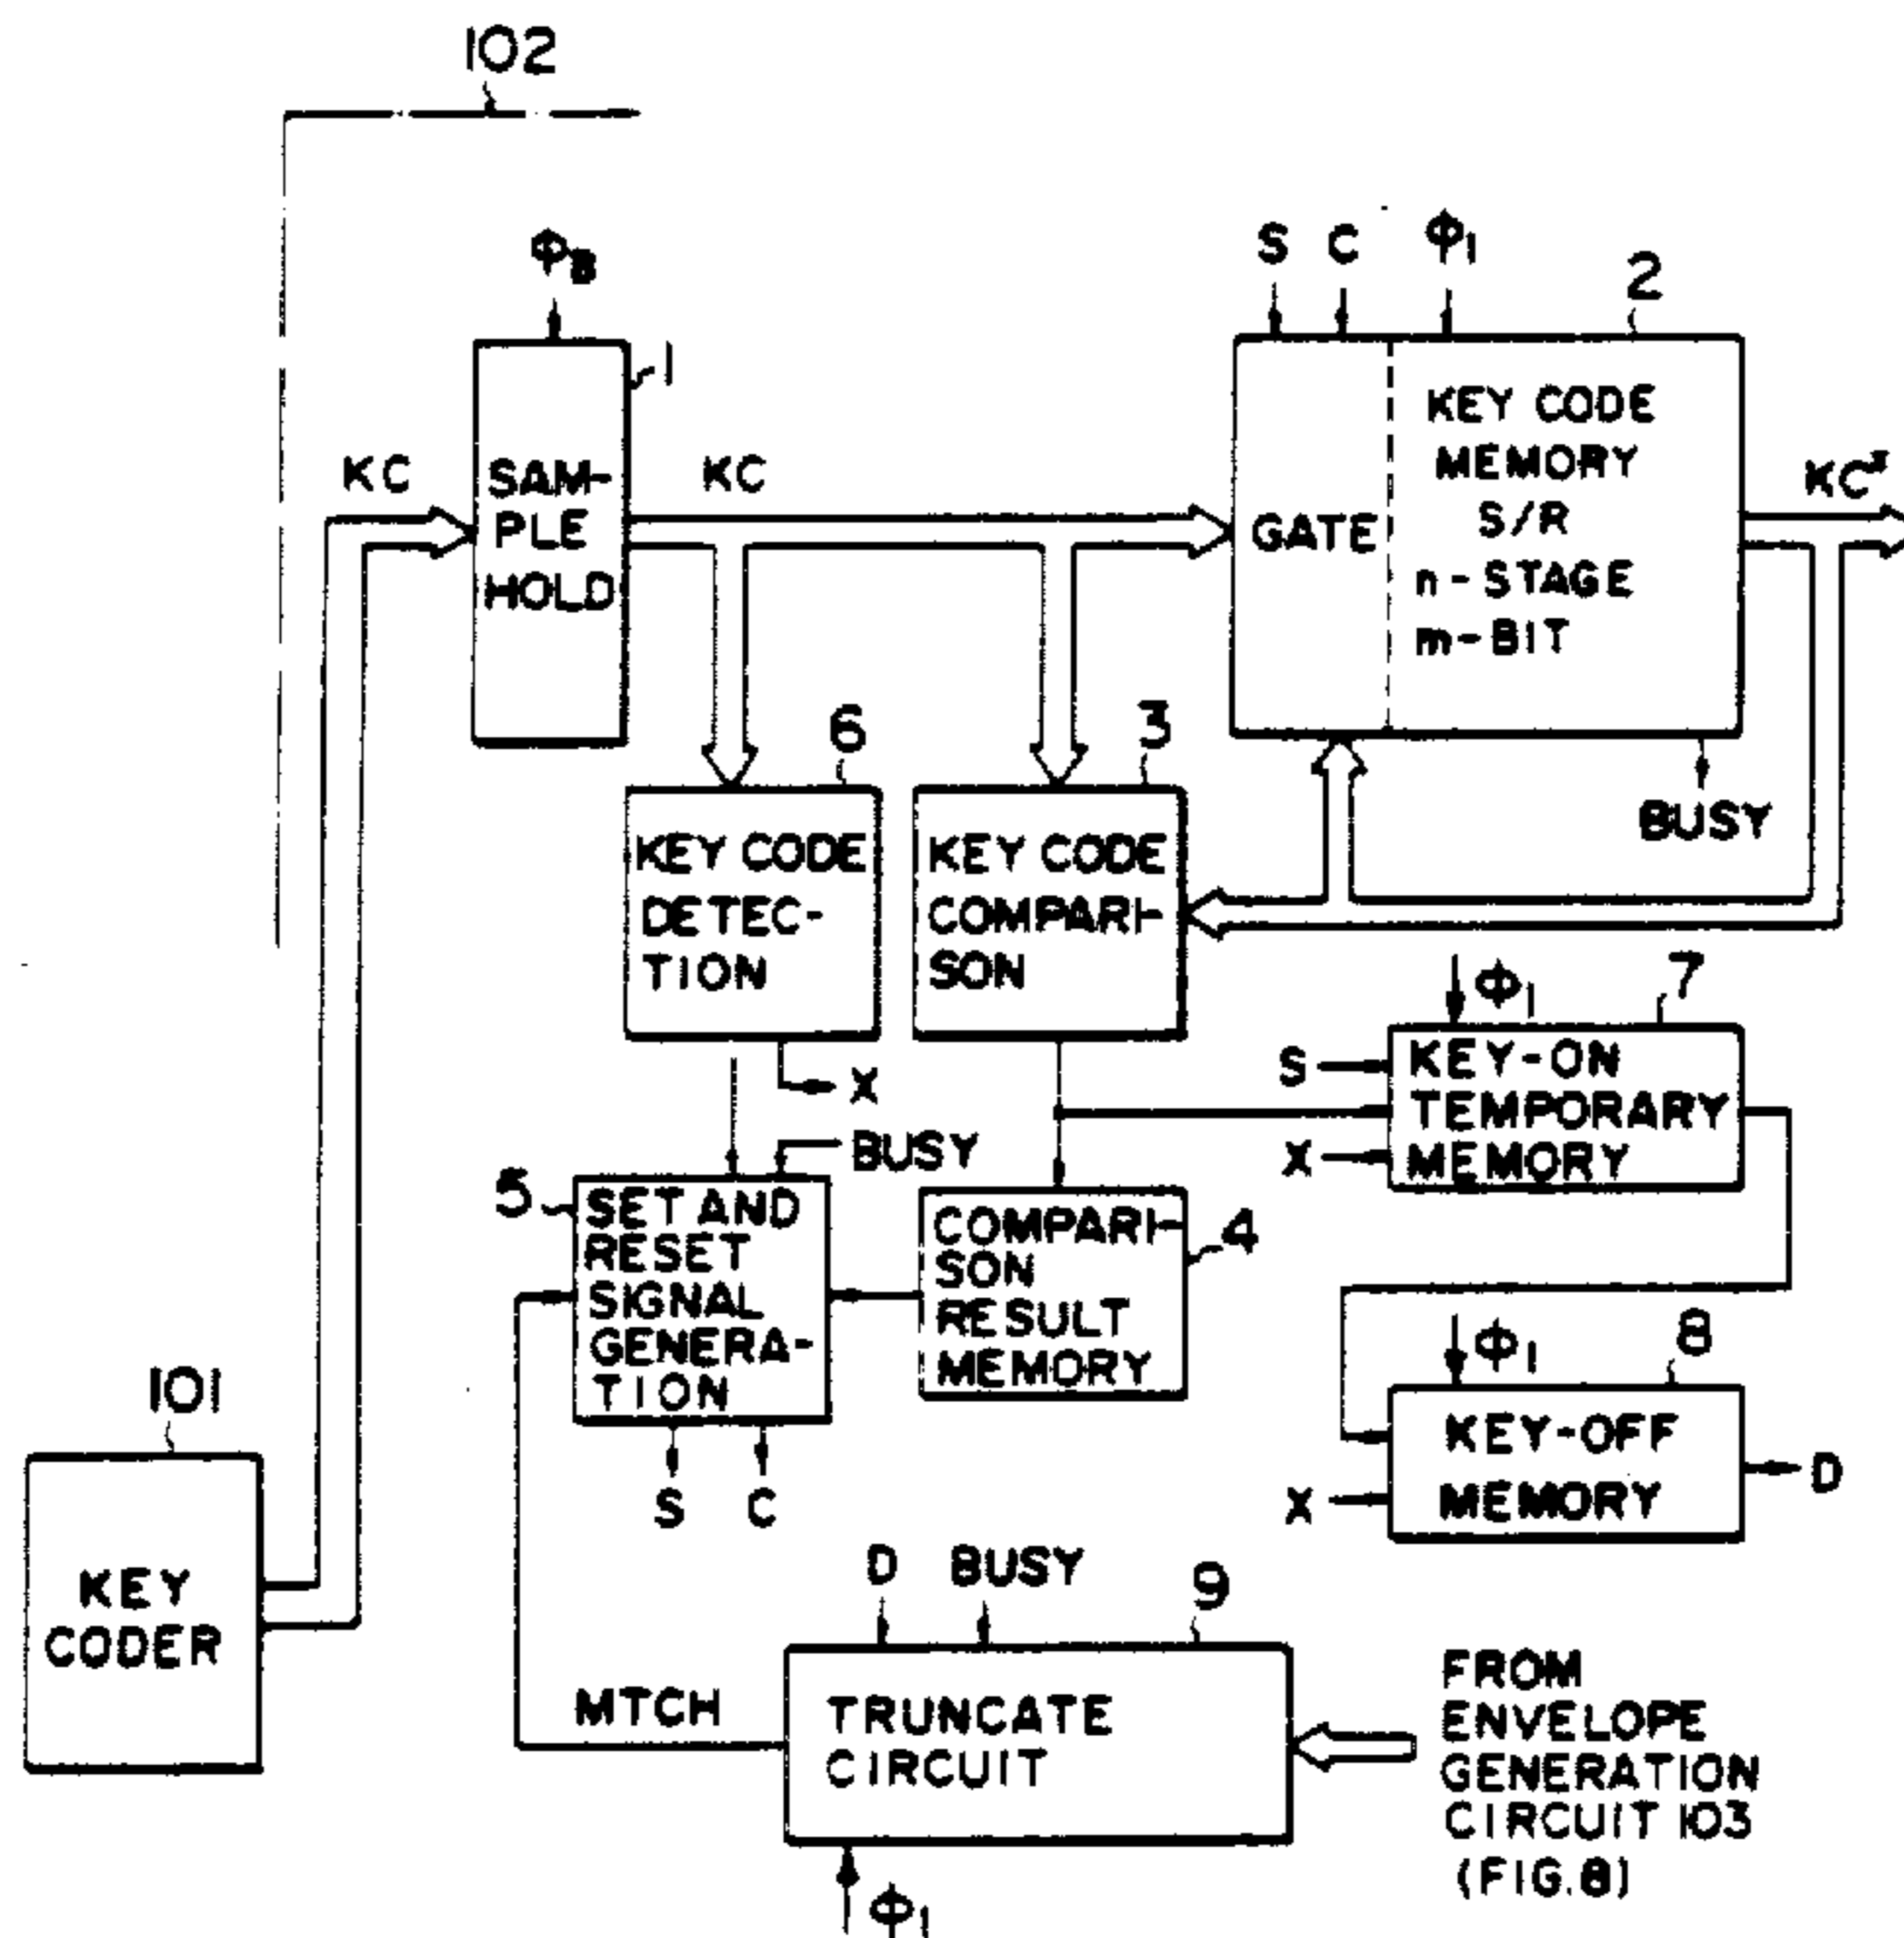 102
ΦB
S C Φ1
2
1
KC
SAM-
PLE
HOLD
KC
GATE
KEY CODE
MEMORY
S/R
n-STAGE
m-BIT
KC*
6
3
BUSY
KEY CODE
DETEC-
TION
KEY CODE
COMPARI-
SON
Φ1
7
X
S
X
KEY-ON
TEMPORARY
MEMORY
BUSY
5
SET AND
RESET
SIGNAL
GENERA-
TION
COMPARI-
SON
RESULT
MEMORY
4
Φ1
8
101
S C
X
KEY-OFF
MEMORY
D
KEY
CODER
D BUSY
9
MTCH
TRUNCATE
CIRCUIT
FROM
ENVELOPE
GENERATION
CIRCUIT 103
(FIG.8)
Φ1